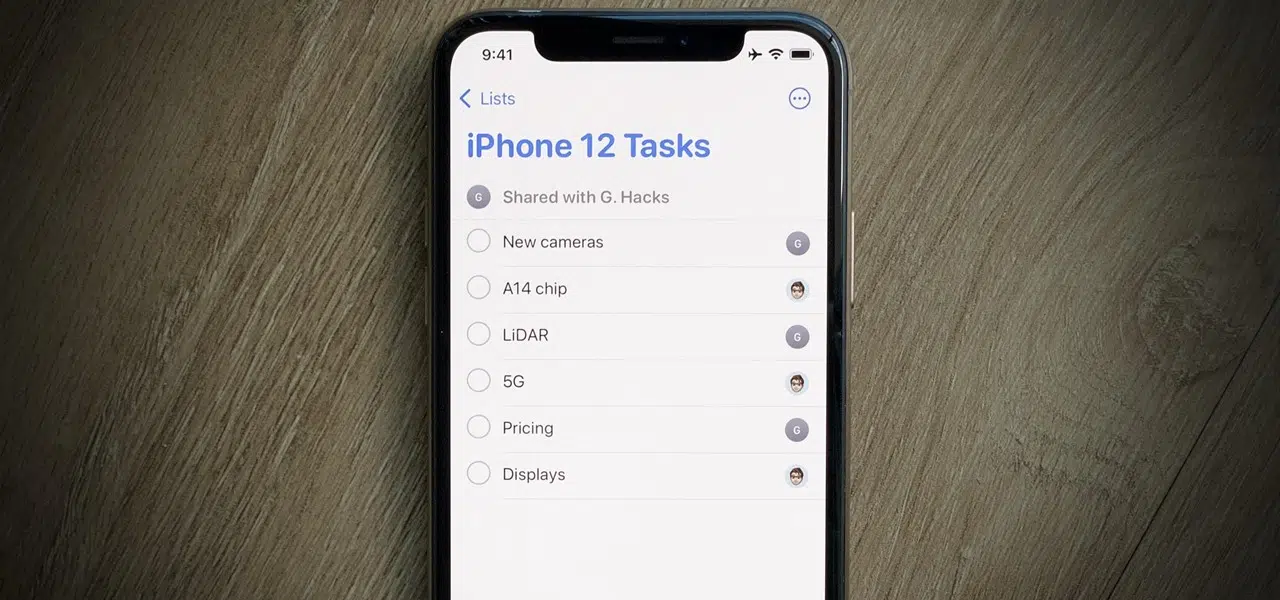 9:41
Lists
iPhone 12 Tasks
G Shared with G. Hacks
New cameras G
A14 chip
LiDAR G
5G
Pricing G
Displays